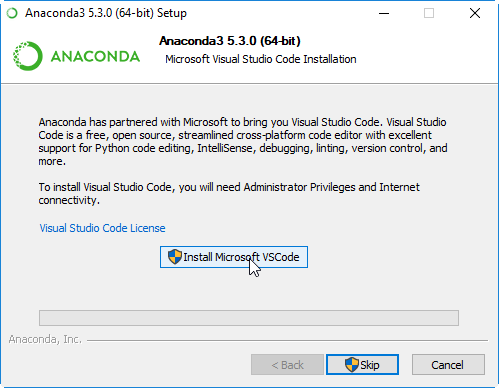 Anaconda3 5.3.0 (64-bit) Setup
ANACONDA
Anaconda3 5.3.0 (64-bit)
Microsoft Visual Studio Code Installation
Anaconda has partnered with Microsoft to bring you Visual Studio Code. Visual Studio
Code is a free, open source, streamlined cross-platform code editor with excellent
support for Python code editing, IntelliSense, debugging, linting, version control, and
more.
To install Visual Studio Code, you will need Administrator Privileges and Internet
connectivity.
Visual Studio Code License
Install Microsoft VSCode
Anaconda, Inc.
< Back
Skip
Cancel